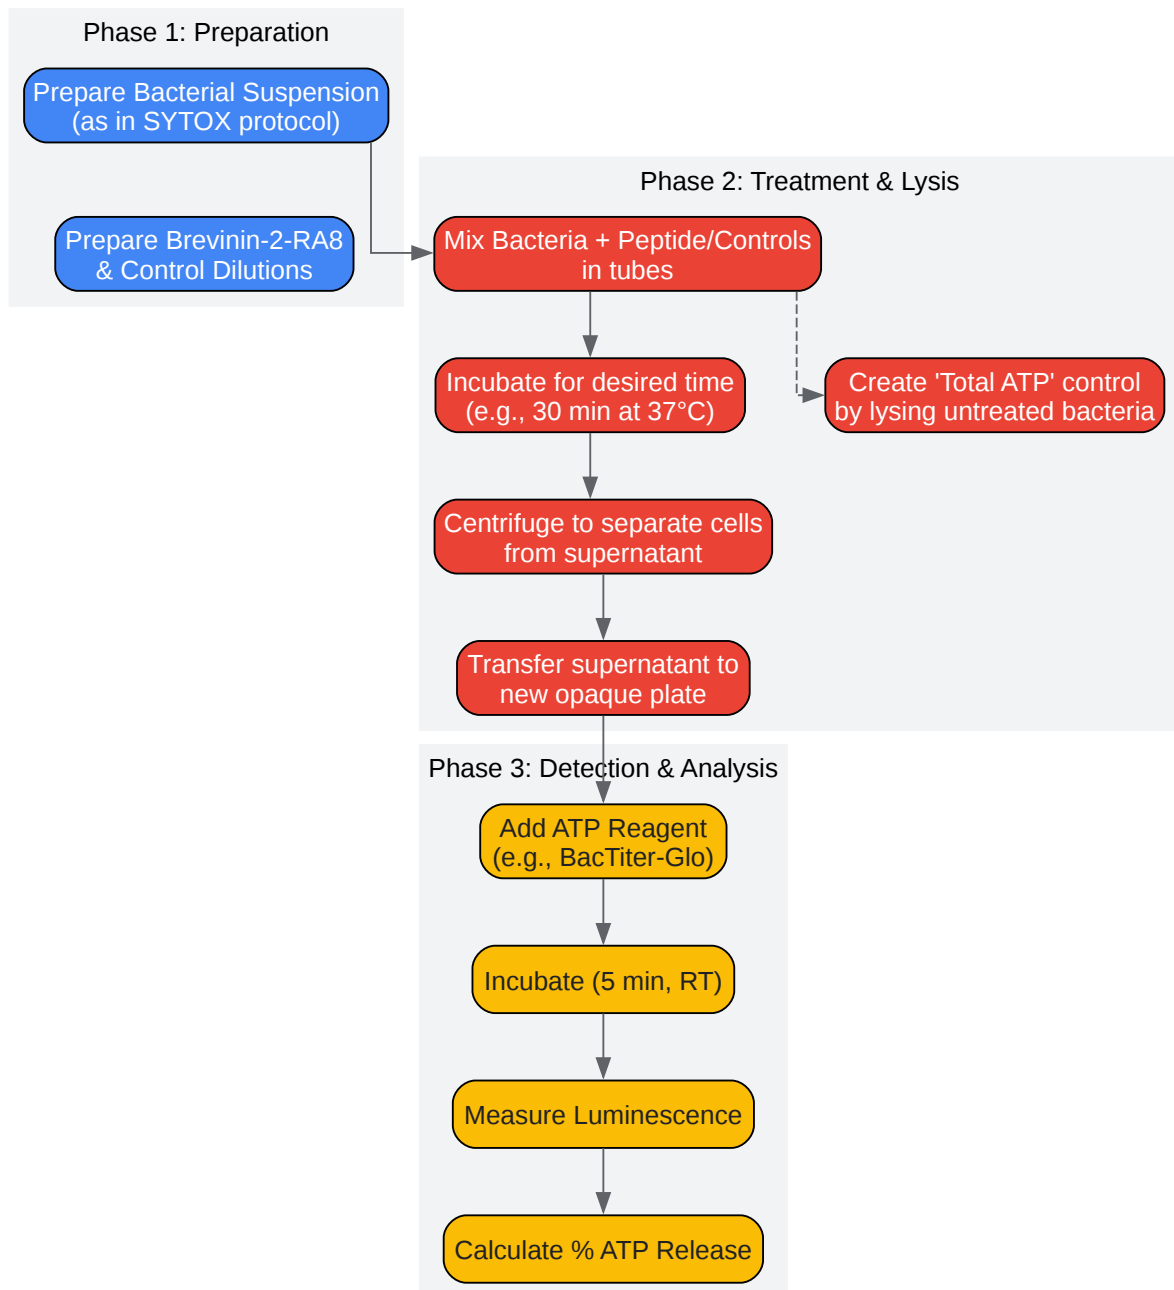 Phase 1: Preparation
Prepare Bacterial Suspension
(as in SYTOX protocol)
Prepare Brevinin-2-RA8
& Control Dilutions
Phase 2: Treatment & Lysis
Mix Bacteria + Peptide/Controls
in tubes
Incubate for desired time
(e.g., 30 min at 37°C)
Create 'Total ATP' control
by lysing untreated bacteria
Centrifuge to separate cells
from supernatant
Transfer supernatant to
new opaque plate
Phase 3: Detection & Analysis
Add ATP Reagent
(e.g., BacTiter-Glo)
Incubate (5 min, RT)
Measure Luminescence
Calculate % ATP Release